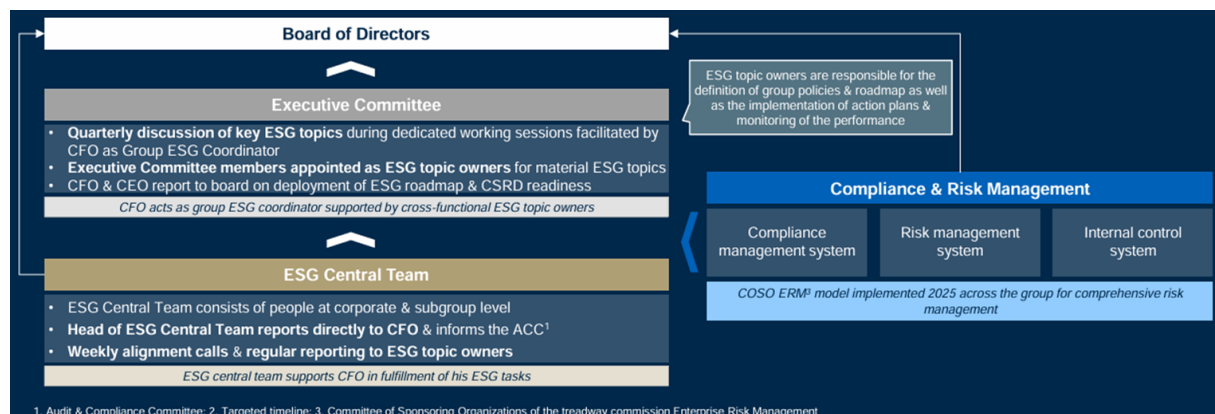 Board of Directors
ESG topic owners are responsible for the
definition of group policies & roadmap as well
as the implementation of action plans &
monitoring of the performance
Executive Committee
• Quarterly discussion of key ESG topics during dedicated working sessions facilitated by
CFO as Group ESG Coordinator
• Executive Committee members appointed as ESG topic owners for material ESG topics
• CFO & CEO report to board on deployment of ESG roadmap & CSRD readiness
CFO acts as group ESG coordinator supported by cross-functional ESG topic owners
Compliance & Risk Management
Compliance
management system
Risk management
system
Internal control
system
COSO ERM³ model implemented 2025 across the group for comprehensive risk
management
ESG Central Team
• ESG Central Team consists of people at corporate & subgroup level
• Head of ESG Central Team reports directly to CFO & informs the ACC¹
• Weekly alignment calls & regular reporting to ESG topic owners
ESG central team supports CFO in fulfillment of his ESG tasks
1. Audit & Compliance Committee; 2. Targeted timeline; 3. Committee of Sponsoring Organizations of the treadway commission Enterprise Risk Management